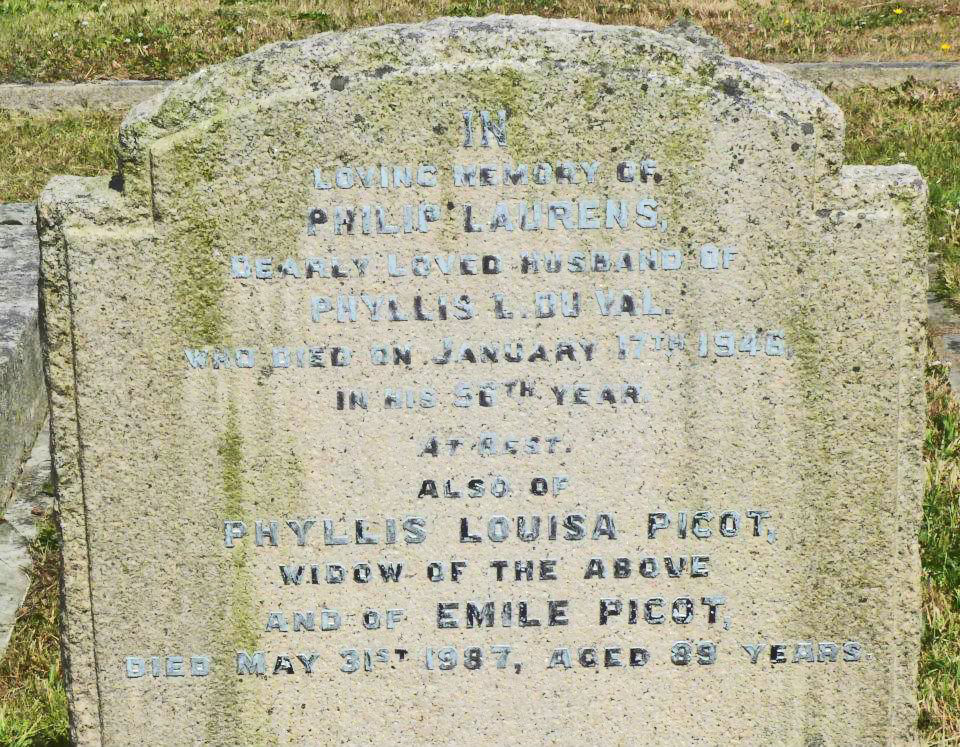 IN
LOVING MEMORY OF
PHILIP LAURENS,
DEARLY LOVED HUSBAND OF
PHYLLIS L. DU VAL.
WHO DIED ON JANUARY 17TH 1946,
IN HIS 56TH YEAR.
AT REST.
ALSO OF
PHYLLIS LOUISA PICOT,
WIDOW OF THE ABOVE
AND OF EMILE PICOT,
DIED MAY 31ST 1987, AGED 89 YEARS.